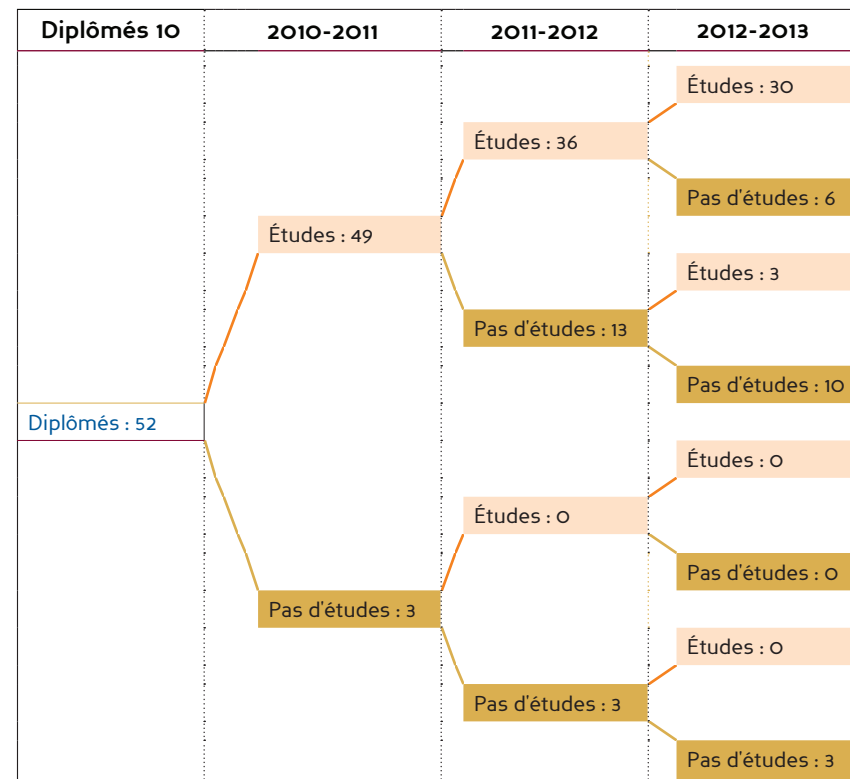 Diplômés 10 2010-2011 2011-2012 2012-2013
Études : 30
Études : 36
Pas d'études : 6
Études : 49
Études : 3
Pas d'études : 13
Pas d'études : 10
Diplômés : 52
Études : 0
Études : 0
Pas d'études : 0
Pas d'études : 3
Études : 0
Pas d'études : 3
Pas d'études : 3